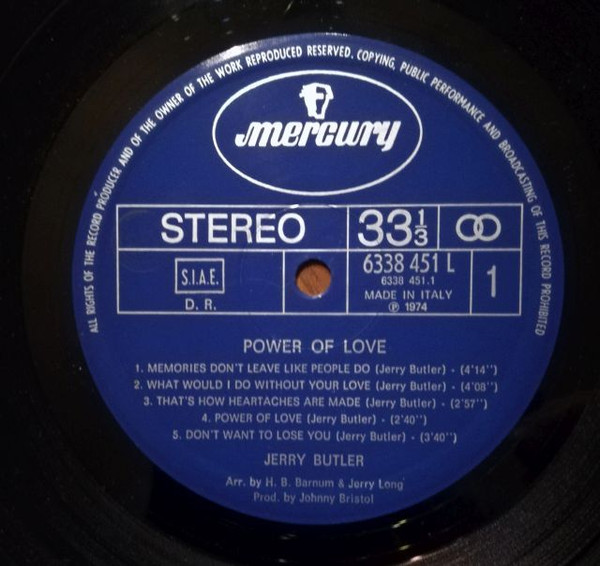 ALL RIGHTS OF THE RECORD PRODUCER AND OF THE OWNER OF THE WORK REPRODUCED RESERVED. COPYING, PUBLIC PERFORMANCE AND BROADCASTING OF THIS RECORD PROHIBITED
mercury
STEREO 33 1/3
S.I.A.E. 6338 451 L 1
6338 451.1
D. R. MADE IN ITALY
℗ 1974
POWER OF LOVE
1. MEMORIES DON'T LEAVE LIKE PEOPLE DO (Jerry Butler) - (4'14'')
2. WHAT WOULD I DO WITHOUT YOUR LOVE (Jerry Butler) - (4'08'')
3. THAT'S HOW HEARTACHES ARE MADE (Jerry Butler) - (2'57'')
4. POWER OF LOVE (Jerry Butler) - (2'40'')
5. DON'T WANT TO LOSE YOU (Jerry Butler) - (3'40'')
JERRY BUTLER
Arr. by H. B. Barnum & Jerry Long
Prod. by Johnny Bristol